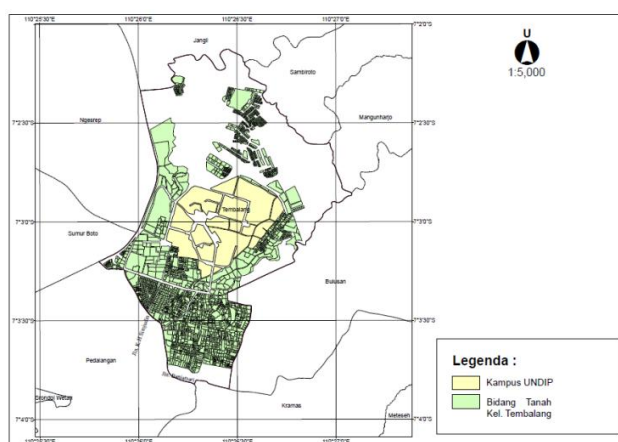 110°25'30"E 110°26'0"E 110°26'30"E 110°27'0"E
7°2'0"S
U
1:5,000
Jangli
Sambiroto
Mangunharjo
7°2'30"S
Ngesrep
7°2'30"S
Tembalang
7°3'0"S
7°3'0"S
Sumur Boto
Bulusan
7°3'30"S
7°3'30"S
Pedalangan
Kramas
Meteseh
7°4'0"S
7°4'0"S
110°25'30"E 110°26'0"E 110°26'30"E 110°27'0"E
Legenda :
Kampus UNDIP
Bidang Tanah
Kel. Tembalang